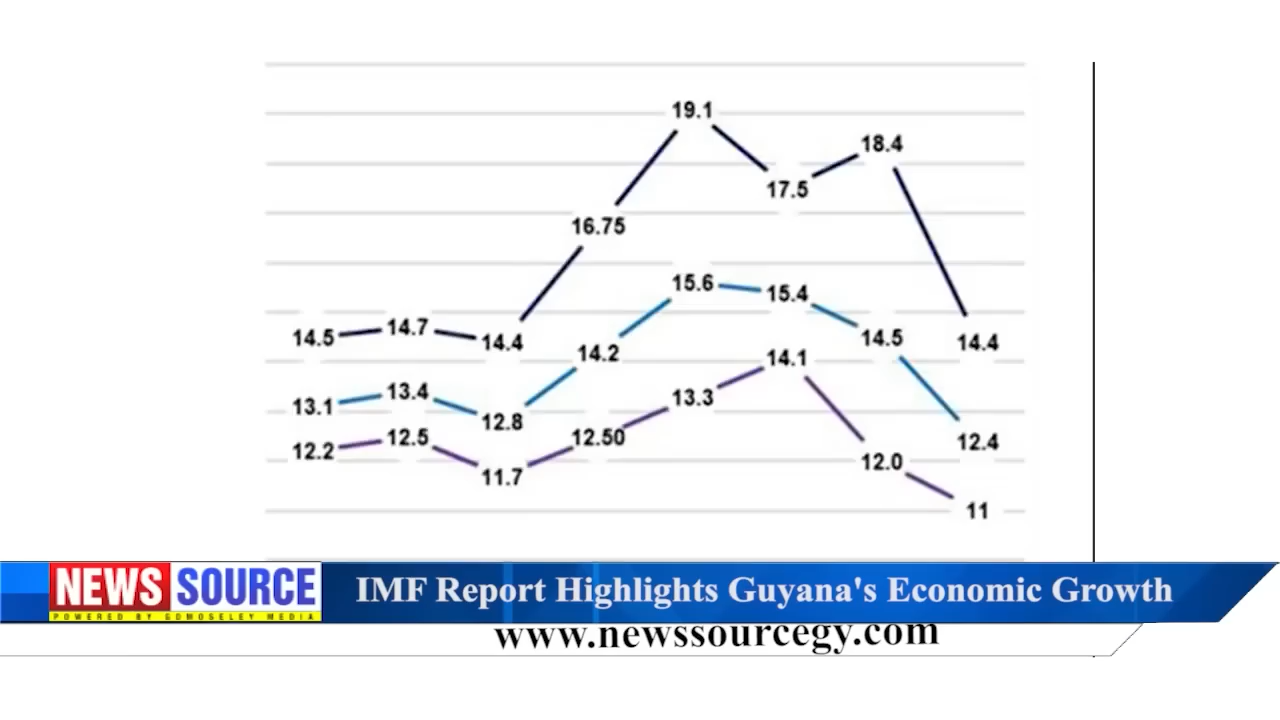 19.1
18.4
17.5
16.75
15.6
15.4
14.5 14.7 14.4 14.5 14.4
14.2
14.1
13.1 13.4 12.8 13.3
12.4
12.2 12.5 11.7 12.50 12.0
11
NEWS SOURCE
POWERED BY GDMOSELEY MEDIA
IMF Report Highlights Guyana's Economic Growth
www.newssourcegy.com